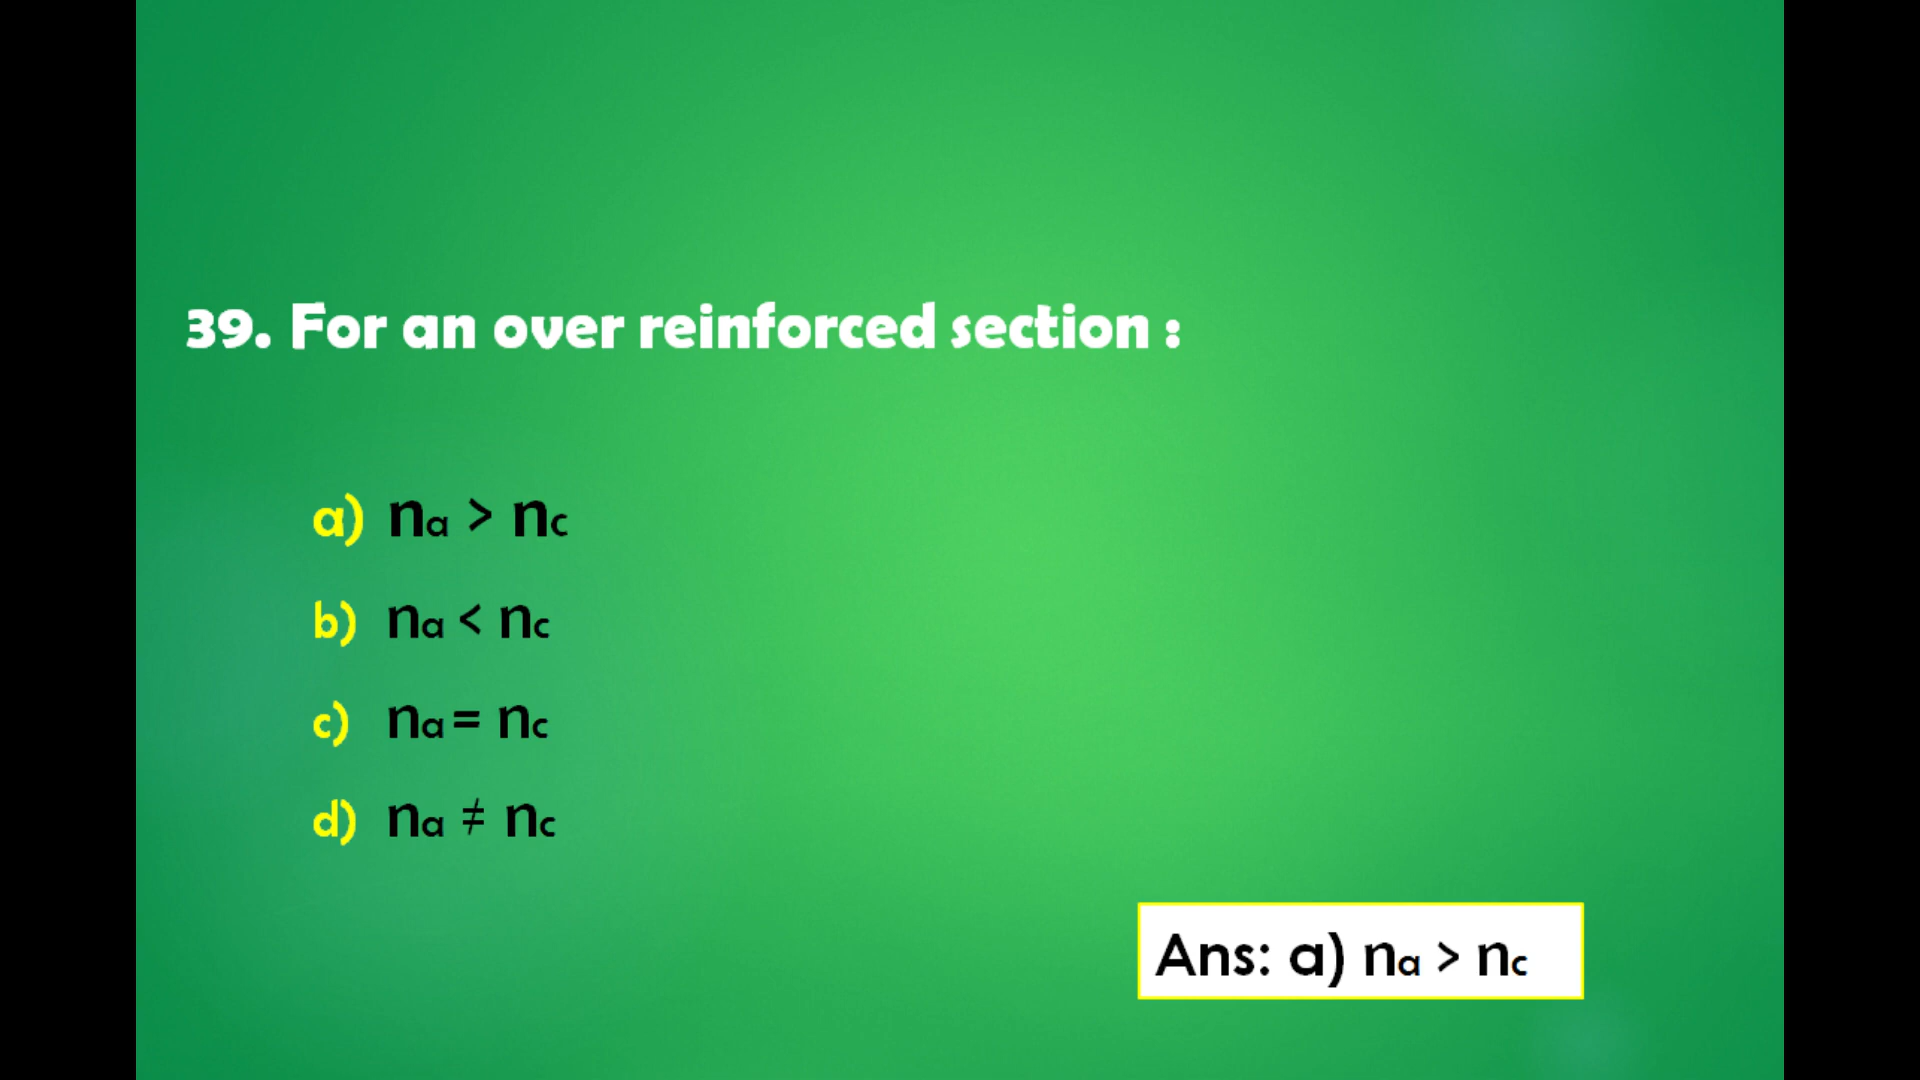 39. For an over reinforced section :
a) na > nc
b) na < nc
c) na = nc
d) na ≠ nc
Ans: a) na > nc